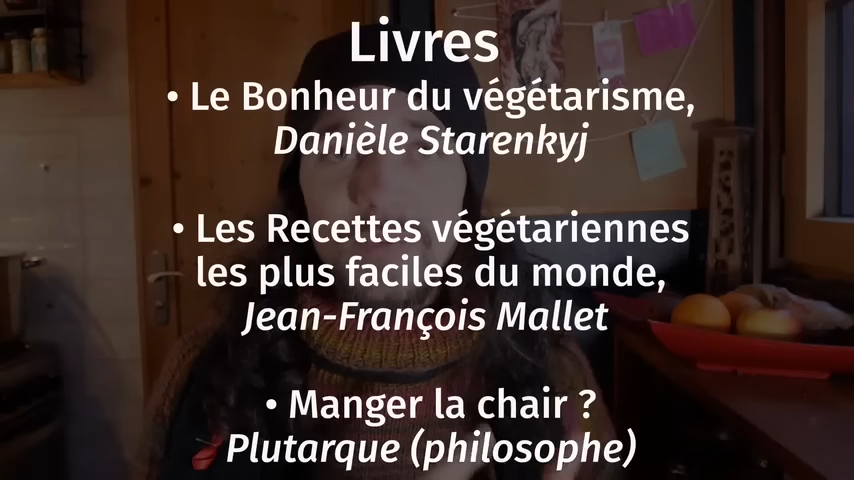 Livres
• Le Bonheur du végétarisme,
Danièle Starenkyj
• Les Recettes végétariennes
les plus faciles du monde,
Jean-François Mallet
• Manger la chair ?
Plutarque (philosophe)